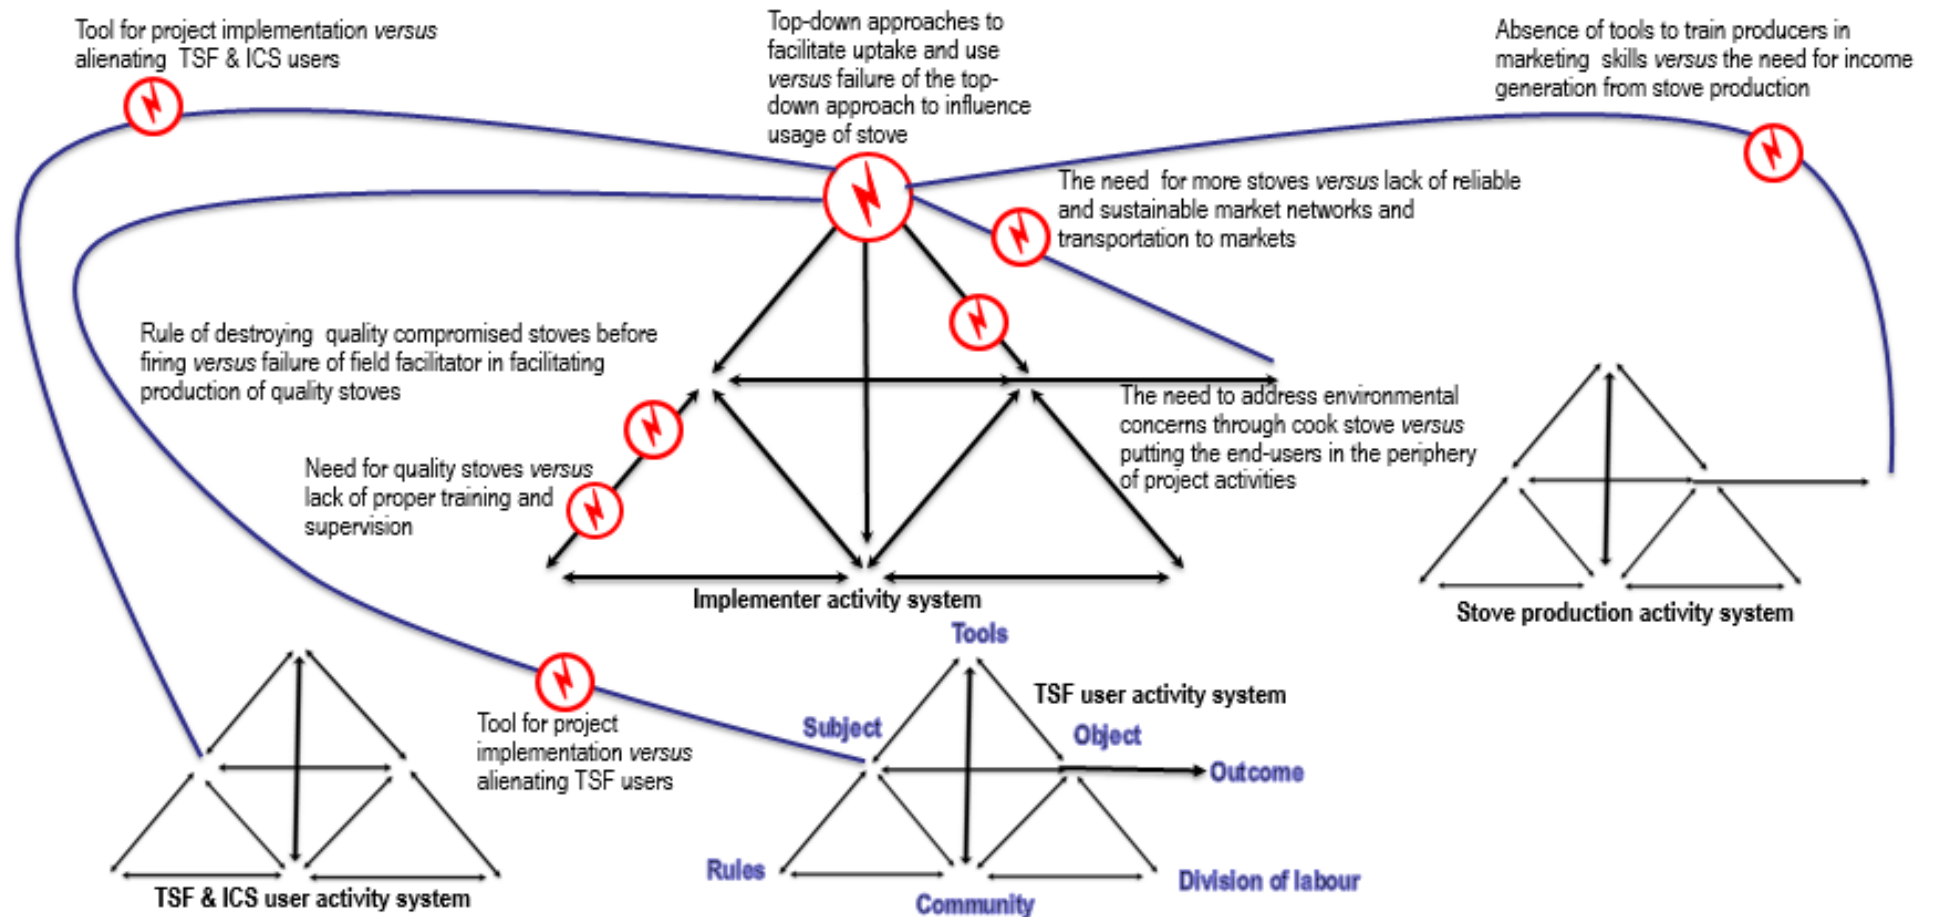 Tool for project implementation versus
alienating TSF & ICS users
Top-down approaches to
facilitate uptake and use
versus failure of the top-
down approach to influence
usage of stove
Absence of tools to train producers in
marketing skills versus the need for income
generation from stove production
The need for more stoves versus lack of reliable
and sustainable market networks and
transportation to markets
Rule of destroying quality compromised stoves before
firing versus failure of field facilitator in facilitating
production of quality stoves
The need to address environmental
concerns through cook stove versus
putting the end-users in the periphery
of project activities
Need for quality stoves versus
lack of proper training and
supervision
Implementer activity system
Stove production activity system
Tools
TSF user activity system
Subject
Object
Outcome
Tool for project
implementation versus
alienating TSF users
Rules
Division of labour
Community
TSF & ICS user activity system